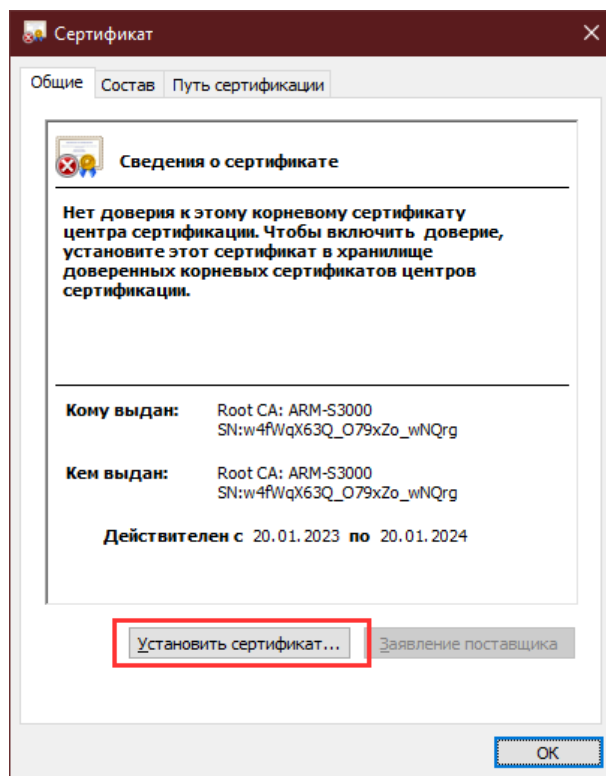 Сертификат
Общие Состав Путь сертификации
Сведения о сертификате
Нет доверия к этому корневому сертификату
центра сертификации. Чтобы включить доверие,
установите этот сертификат в хранилище
доверенных корневых сертификатов центров
сертификации.
Кому выдан: Root CA: ARM-S3000
SN:w4fWqX63Q_O79xZo_wNQrg
Кем выдан: Root CA: ARM-S3000
SN:w4fWqX63Q_O79xZo_wNQrg
Действителен с 20.01.2023 по 20.01.2024
Установить сертификат... Заявление поставщика
ОК